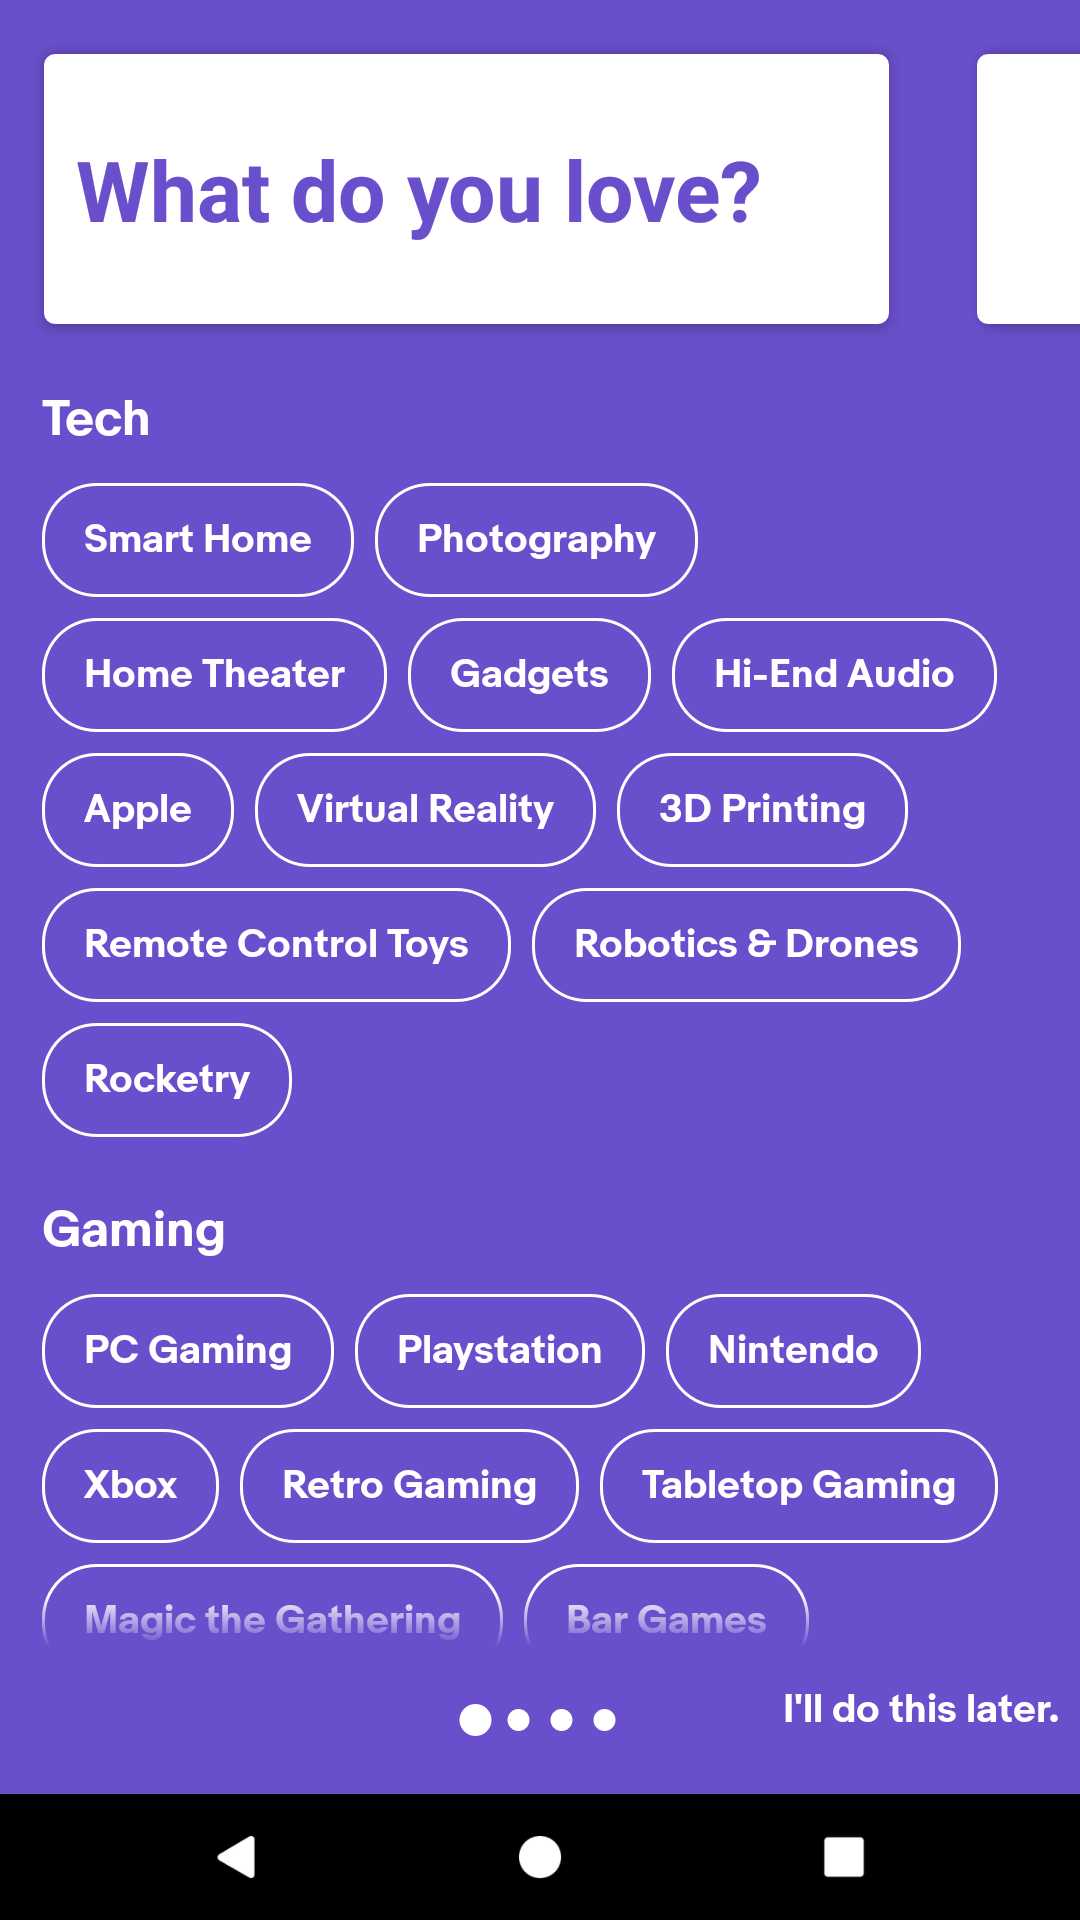 What do you love?
Tech
Smart Home Photography
Home Theater Gadgets Hi-End Audio
Apple Virtual Reality 3D Printing
Remote Control Toys Robotics & Drones
Rocketry
Gaming
PC Gaming Playstation Nintendo
Xbox Retro Gaming Tabletop Gaming
Magic the Gathering Bar Games
I'll do this later.